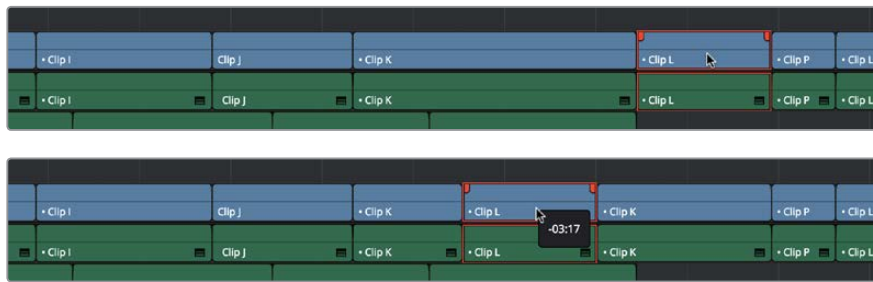 • Clip I Clip J • Clip K • Clip L • Clip P • Clip L
• Clip I Clip J • Clip K • Clip L • Clip P • Clip L
• Clip I Clip J • Clip K • Clip L • Clip K • Clip P • Clip L
-03:17
• Clip I Clip J • Clip K • Clip L • Clip K • Clip P • Clip L